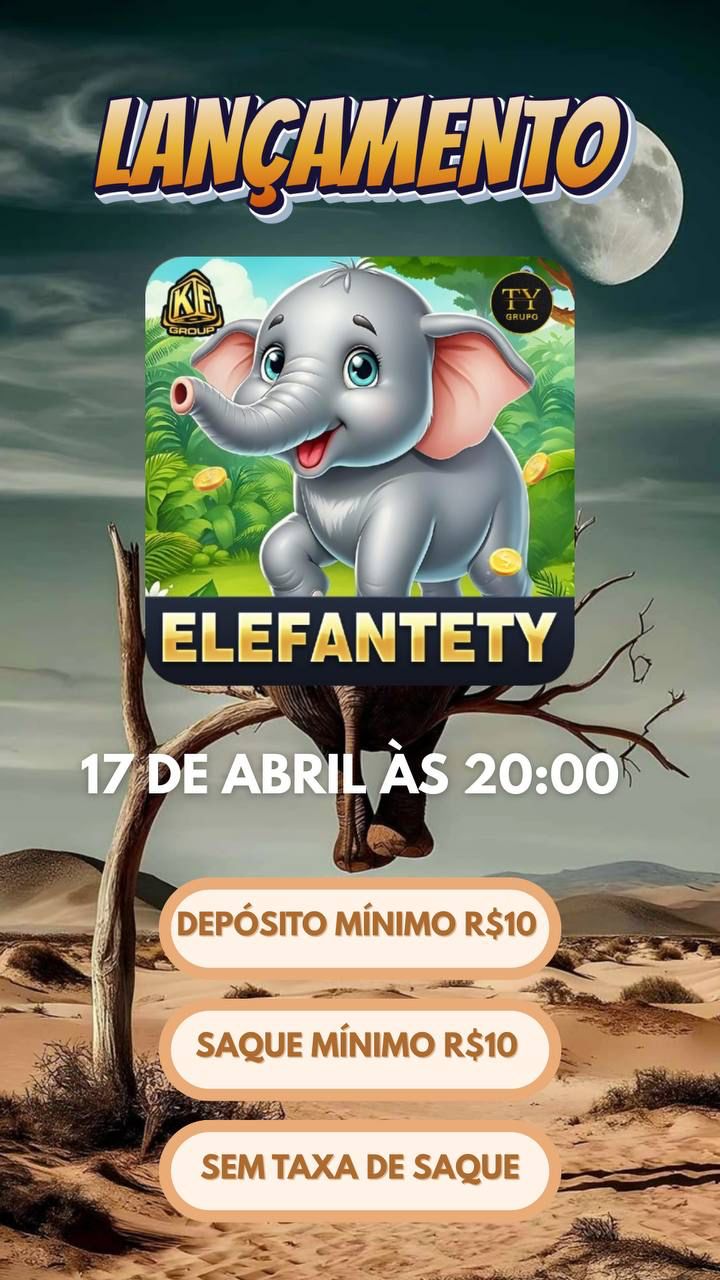 LANÇAMENTO
KF
GROUP
TY
GRUPO
ELEFANTETY
17 DE ABRIL ÀS 20:00
DEPÓSITO MÍNIMO R$10
SAQUE MÍNIMO R$10
SEM TAXA DE SAQUE